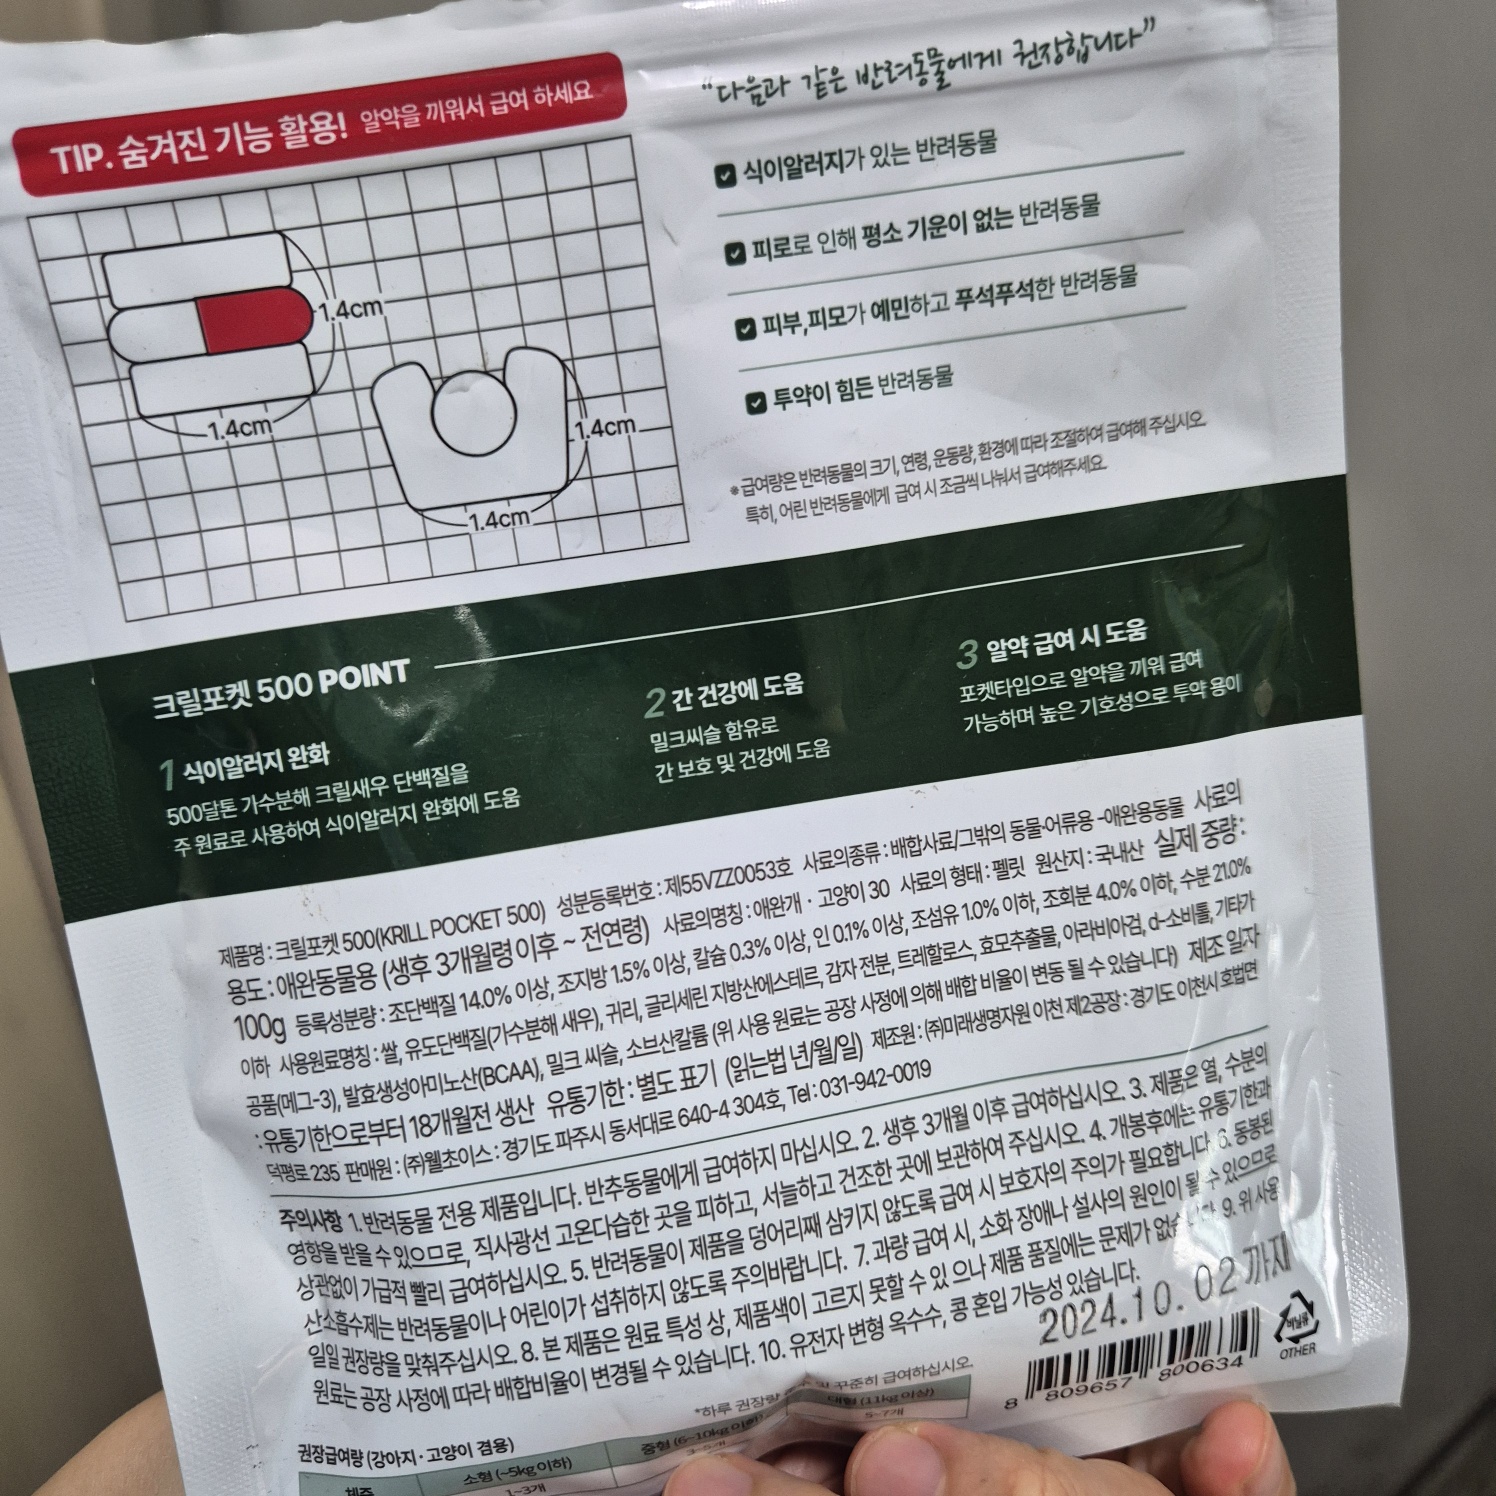 TIP. 숨겨진 기능 활용! 알약을 끼워서 급여 하세요
1.4cm
1.4cm
1.4cm
1.4cm
“다음과 같은 반려동물에게 권장합니다”
식이알러지가 있는 반려동물
피로로 인해 평소 기운이 없는 반려동물
피부,피모가 예민하고 푸석푸석한 반려동물
투약이 힘든 반려동물
※급여량은 반려동물의 크기, 연령, 운동량, 환경에 따라 조절하여 급여해 주십시오.
특히, 어린 반려동물에게 급여 시 조금씩 나눠서 급여해주세요.
크릴포켓 500 POINT
1 식이알러지 완화
500달톤 가수분해 크릴새우 단백질을
주 원료로 사용하여 식이알러지 완화에 도움
2 간 건강에 도움
밀크씨슬 함유로
간 보호 및 건강에 도움
3 알약 급여 시 도움
포켓타입으로 알약을 끼워 급여
가능하며 높은 기호성으로 투약 용이
제품명 : 크릴포켓 500(KRILL POCKET 500) 성분등록번호 : 제55VZZ0053호 사료의종류 : 배합사료/그밖의 동물·어류용 -애완용동물 사료의
용도 : 애완동물용 (생후 3개월령 이후 ~ 전연령) 사료의명칭 : 애완개 · 고양이 30 사료의 형태 : 펠릿 원산지 : 국내산 실제 중량 :
100g 등록성분량 : 조단백질 14.0% 이상, 조지방 1.5% 이상, 칼슘 0.3% 이상, 인 0.1% 이상, 조섬유 1.0% 이하, 조회분 4.0% 이하, 수분 21.0%
이하 사용원료명칭 : 쌀, 유도단백질(가수분해 새우), 귀리, 글리세린 지방산에스테르, 감자 전분, 트레할로스, 효모추출물, 아라비아검, d-소비톨, 기타가
공품(메그-3), 발효생성아미노산(BCAA), 밀크 씨슬, 소브산칼륨 (위 사용 원료는 공장 사정에 의해 배합 비율이 변동 될 수 있습니다) 제조 일자
: 유통기한으로부터 18개월전 생산 유통기한 : 별도 표기 (읽는법 년/월/일) 제조원 : ㈜미래생명자원 이천 제2공장 : 경기도 이천시 호법면
덕평로 235 판매원 : ㈜웰초이스 : 경기도 파주시 동서대로 640-4 304호, Tel : 031-942-0019
주의사항 1. 반려동물 전용 제품입니다. 반추동물에게 급여하지 마십시오. 2. 생후 3개월 이후 급여하십시오. 3. 제품은 열, 수분의
영향을 받을 수 있으므로, 직사광선 고온다습한 곳을 피하고, 서늘하고 건조한 곳에 보관하여 주십시오. 4. 개봉후에는 유통기한과
상관없이 가급적 빨리 급여하십시오. 5. 반려동물이 제품을 덩어리째 삼키지 않도록 급여 시 보호자의 주의가 필요합니다. 6. 동봉된
산소흡수제는 반려동물이나 어린이가 섭취하지 않도록 주의바랍니다. 7. 과량 급여 시, 소화 장애나 설사의 원인이 될 수 있으므로
일일 권장량을 맞춰주십시오. 8. 본 제품은 원료 특성 상, 제품색이 고르지 못할 수 있 으나 제품 품질에는 문제가 9. 위 사용
원료는 공장 사정에 따라 배합비율이 변경될 수 있습니다. 10. 유전자 변형 옥수수, 콩 혼입 가능성 있습니다.
2024.10.02 까지
8 809657 800634
비닐류
OTHER
*하루 권장량 꾸준히 급여하십시오.
권장급여량 (강아지 · 고양이 겸용)
체중 소형 (~5kg 이하) 중형 (6~10kg 이하) 대형 (11kg 이상)
1~3개 3~5개 5~7개